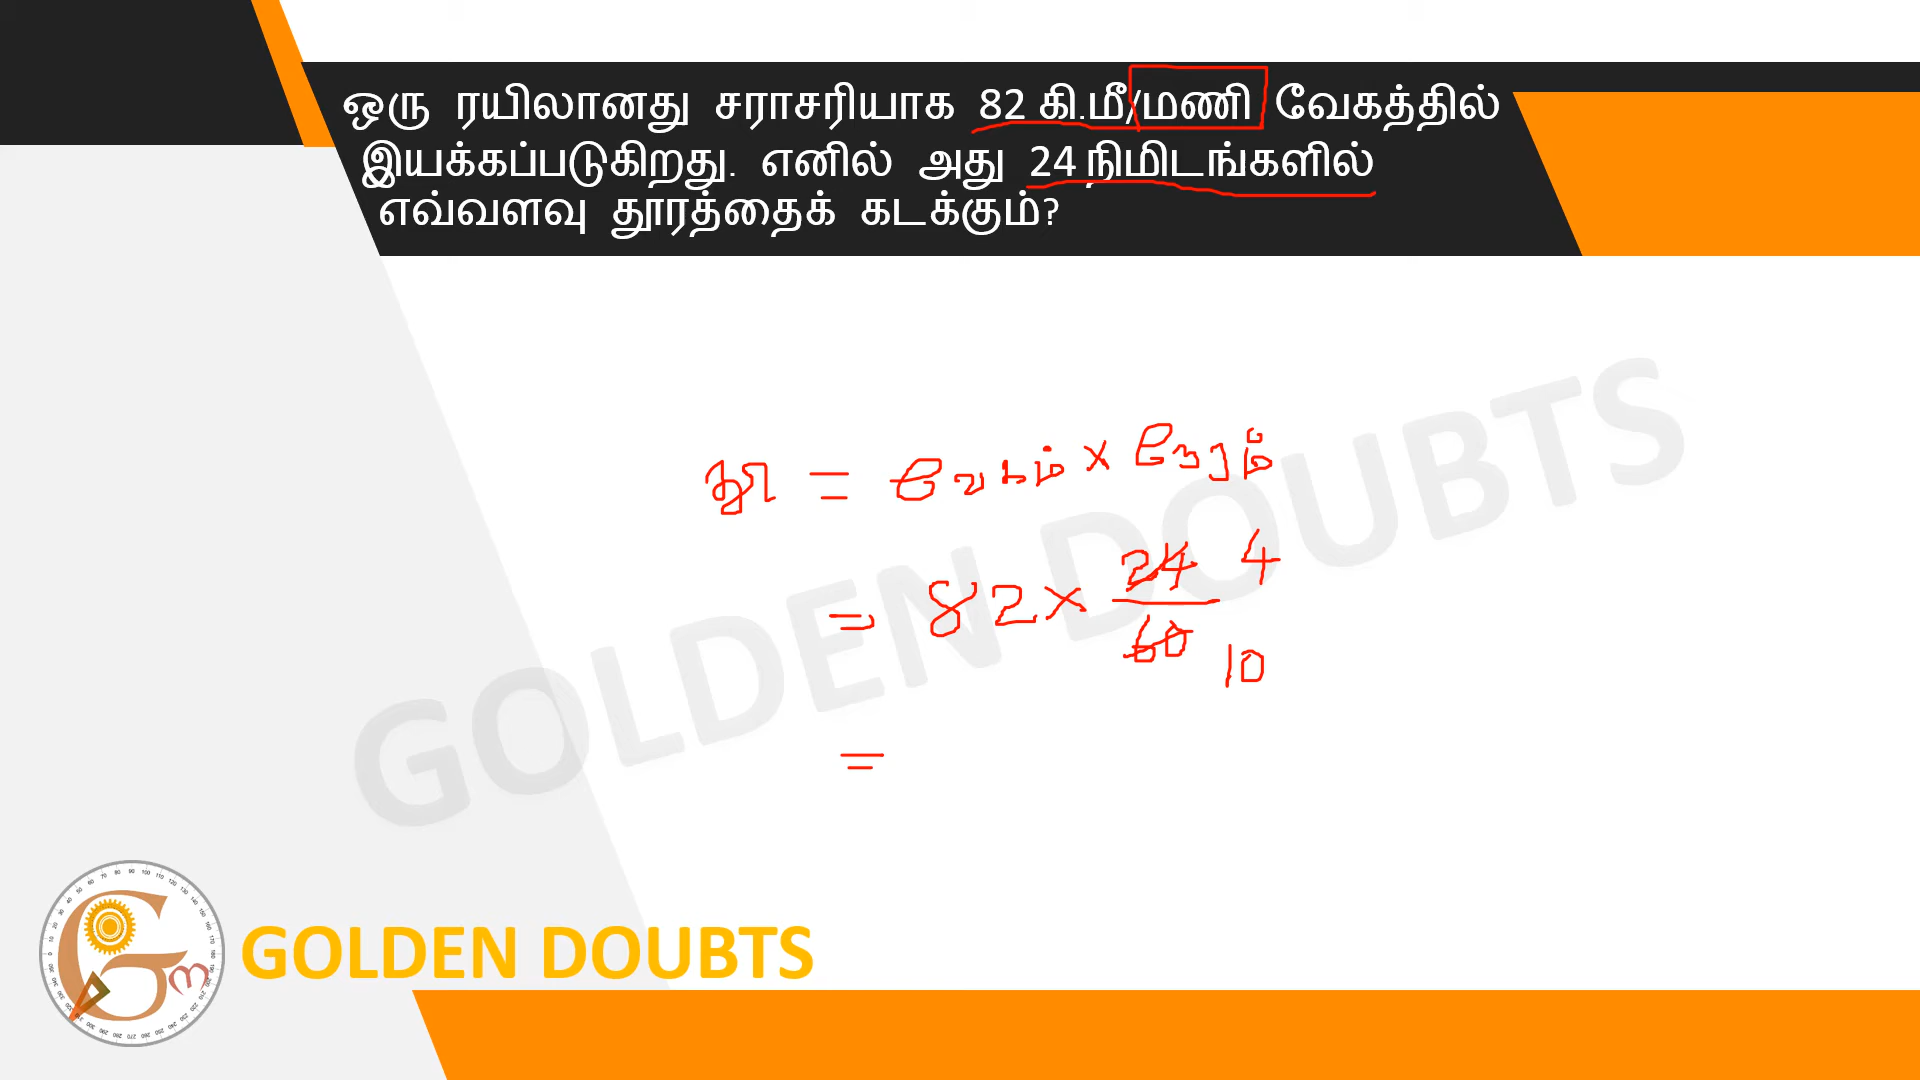 ஒரு ரயிலானது சராசரியாக 82 கி.மீ/மணி வேகத்தில்
இயக்கப்படுகிறது. எனில் அது 24 நிமிடங்களில்
எவ்வளவு தூரத்தைக் கடக்கும்?
தூ = வேகம் × நேரம்
= 82 × 24/60 4/10
=
GOLDEN DOUBTS
GOLDEN DOUBTS